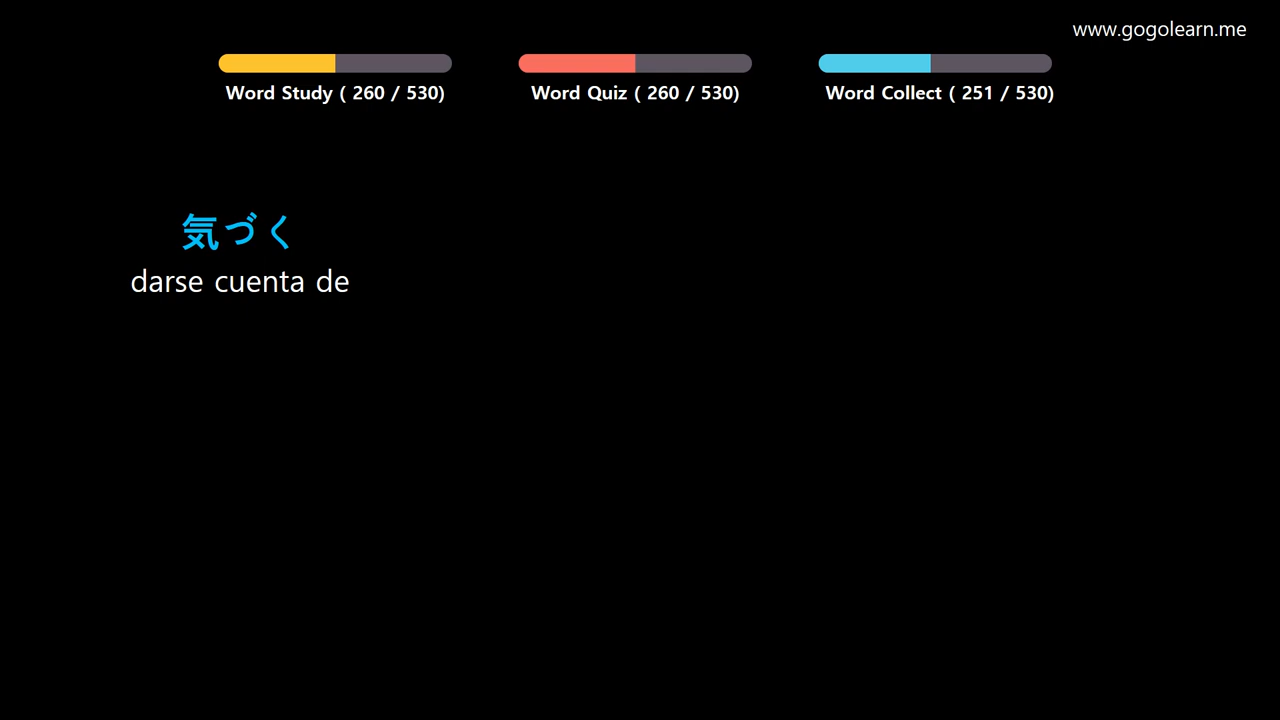 www.gogolearn.me
Word Study ( 260 / 530)
Word Quiz ( 260 / 530)
Word Collect ( 251 / 530)
気づく
darse cuenta de